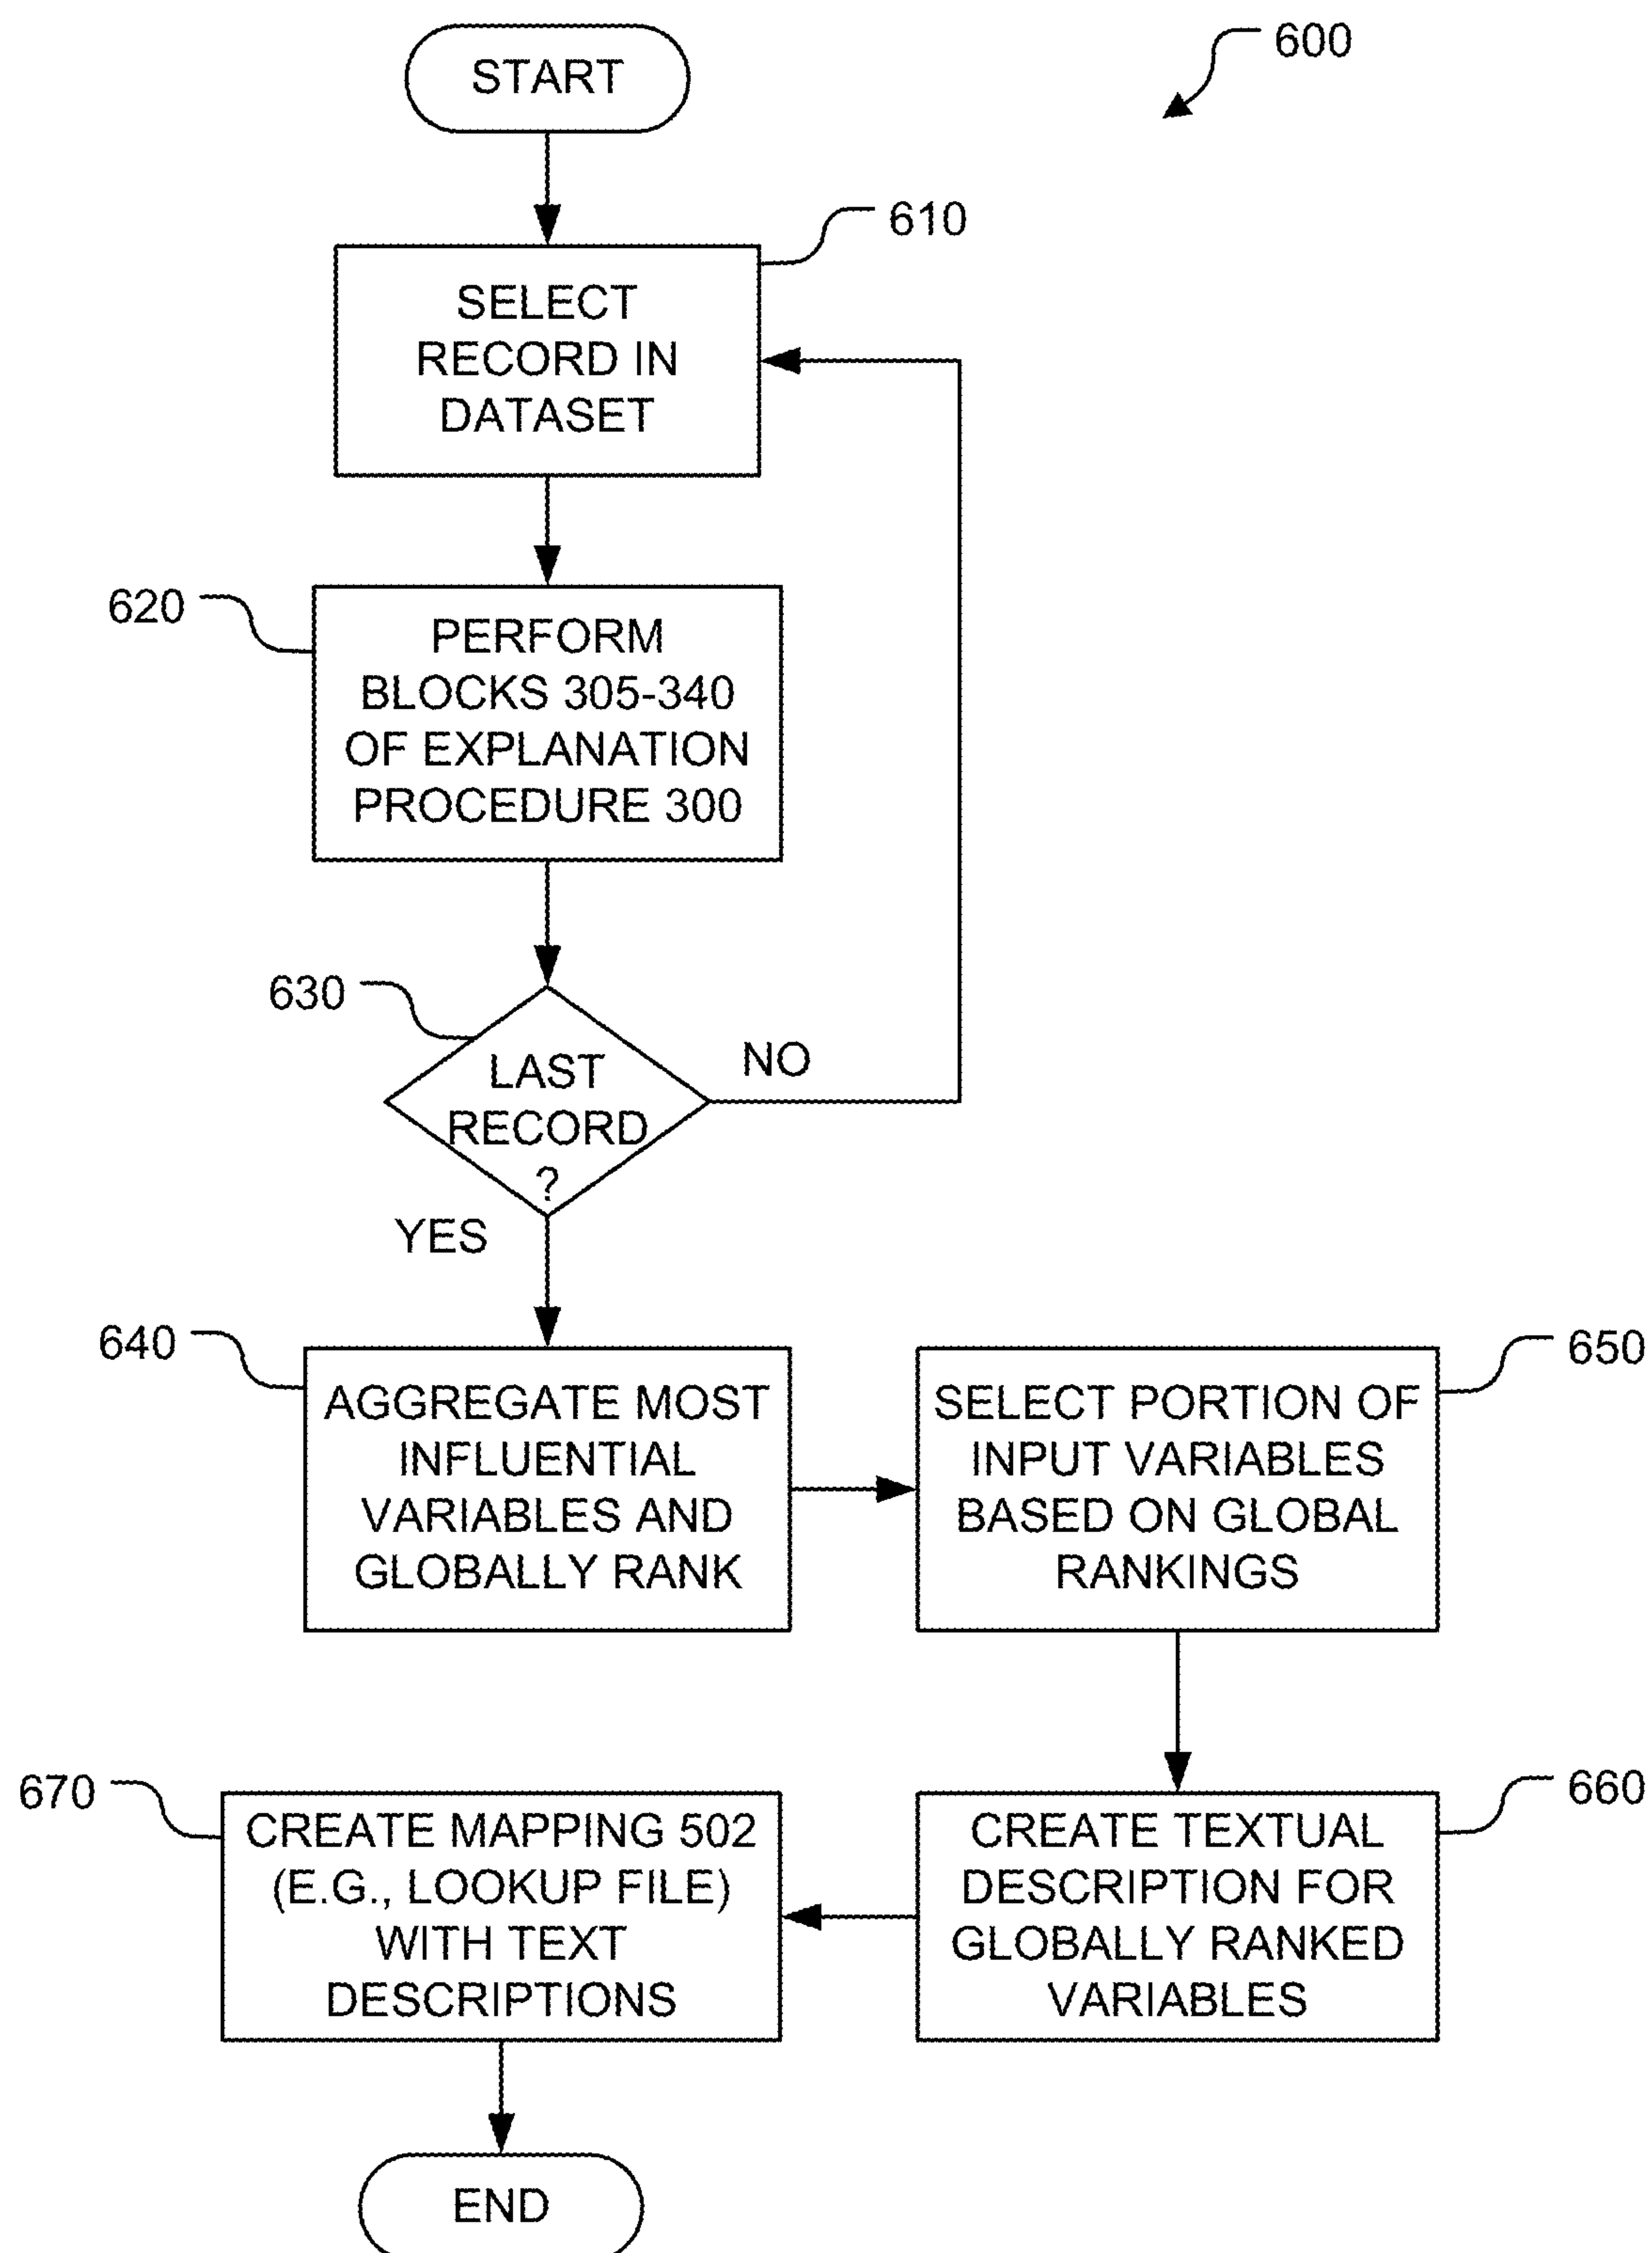 600
START
610
SELECT
RECORD IN
DATASET
620
PERFORM
BLOCKS 305-340
OF EXPLANATION
PROCEDURE 300
630
LAST
RECORD
?
NO
YES
640
AGGREGATE MOST
INFLUENTIAL
VARIABLES AND
GLOBALLY RANK
650
SELECT PORTION OF
INPUT VARIABLES
BASED ON GLOBAL
RANKINGS
660
CREATE TEXTUAL
DESCRIPTION FOR
GLOBALLY RANKED
VARIABLES
670
CREATE MAPPING 502
(E.G., LOOKUP FILE)
WITH TEXT
DESCRIPTIONS
END